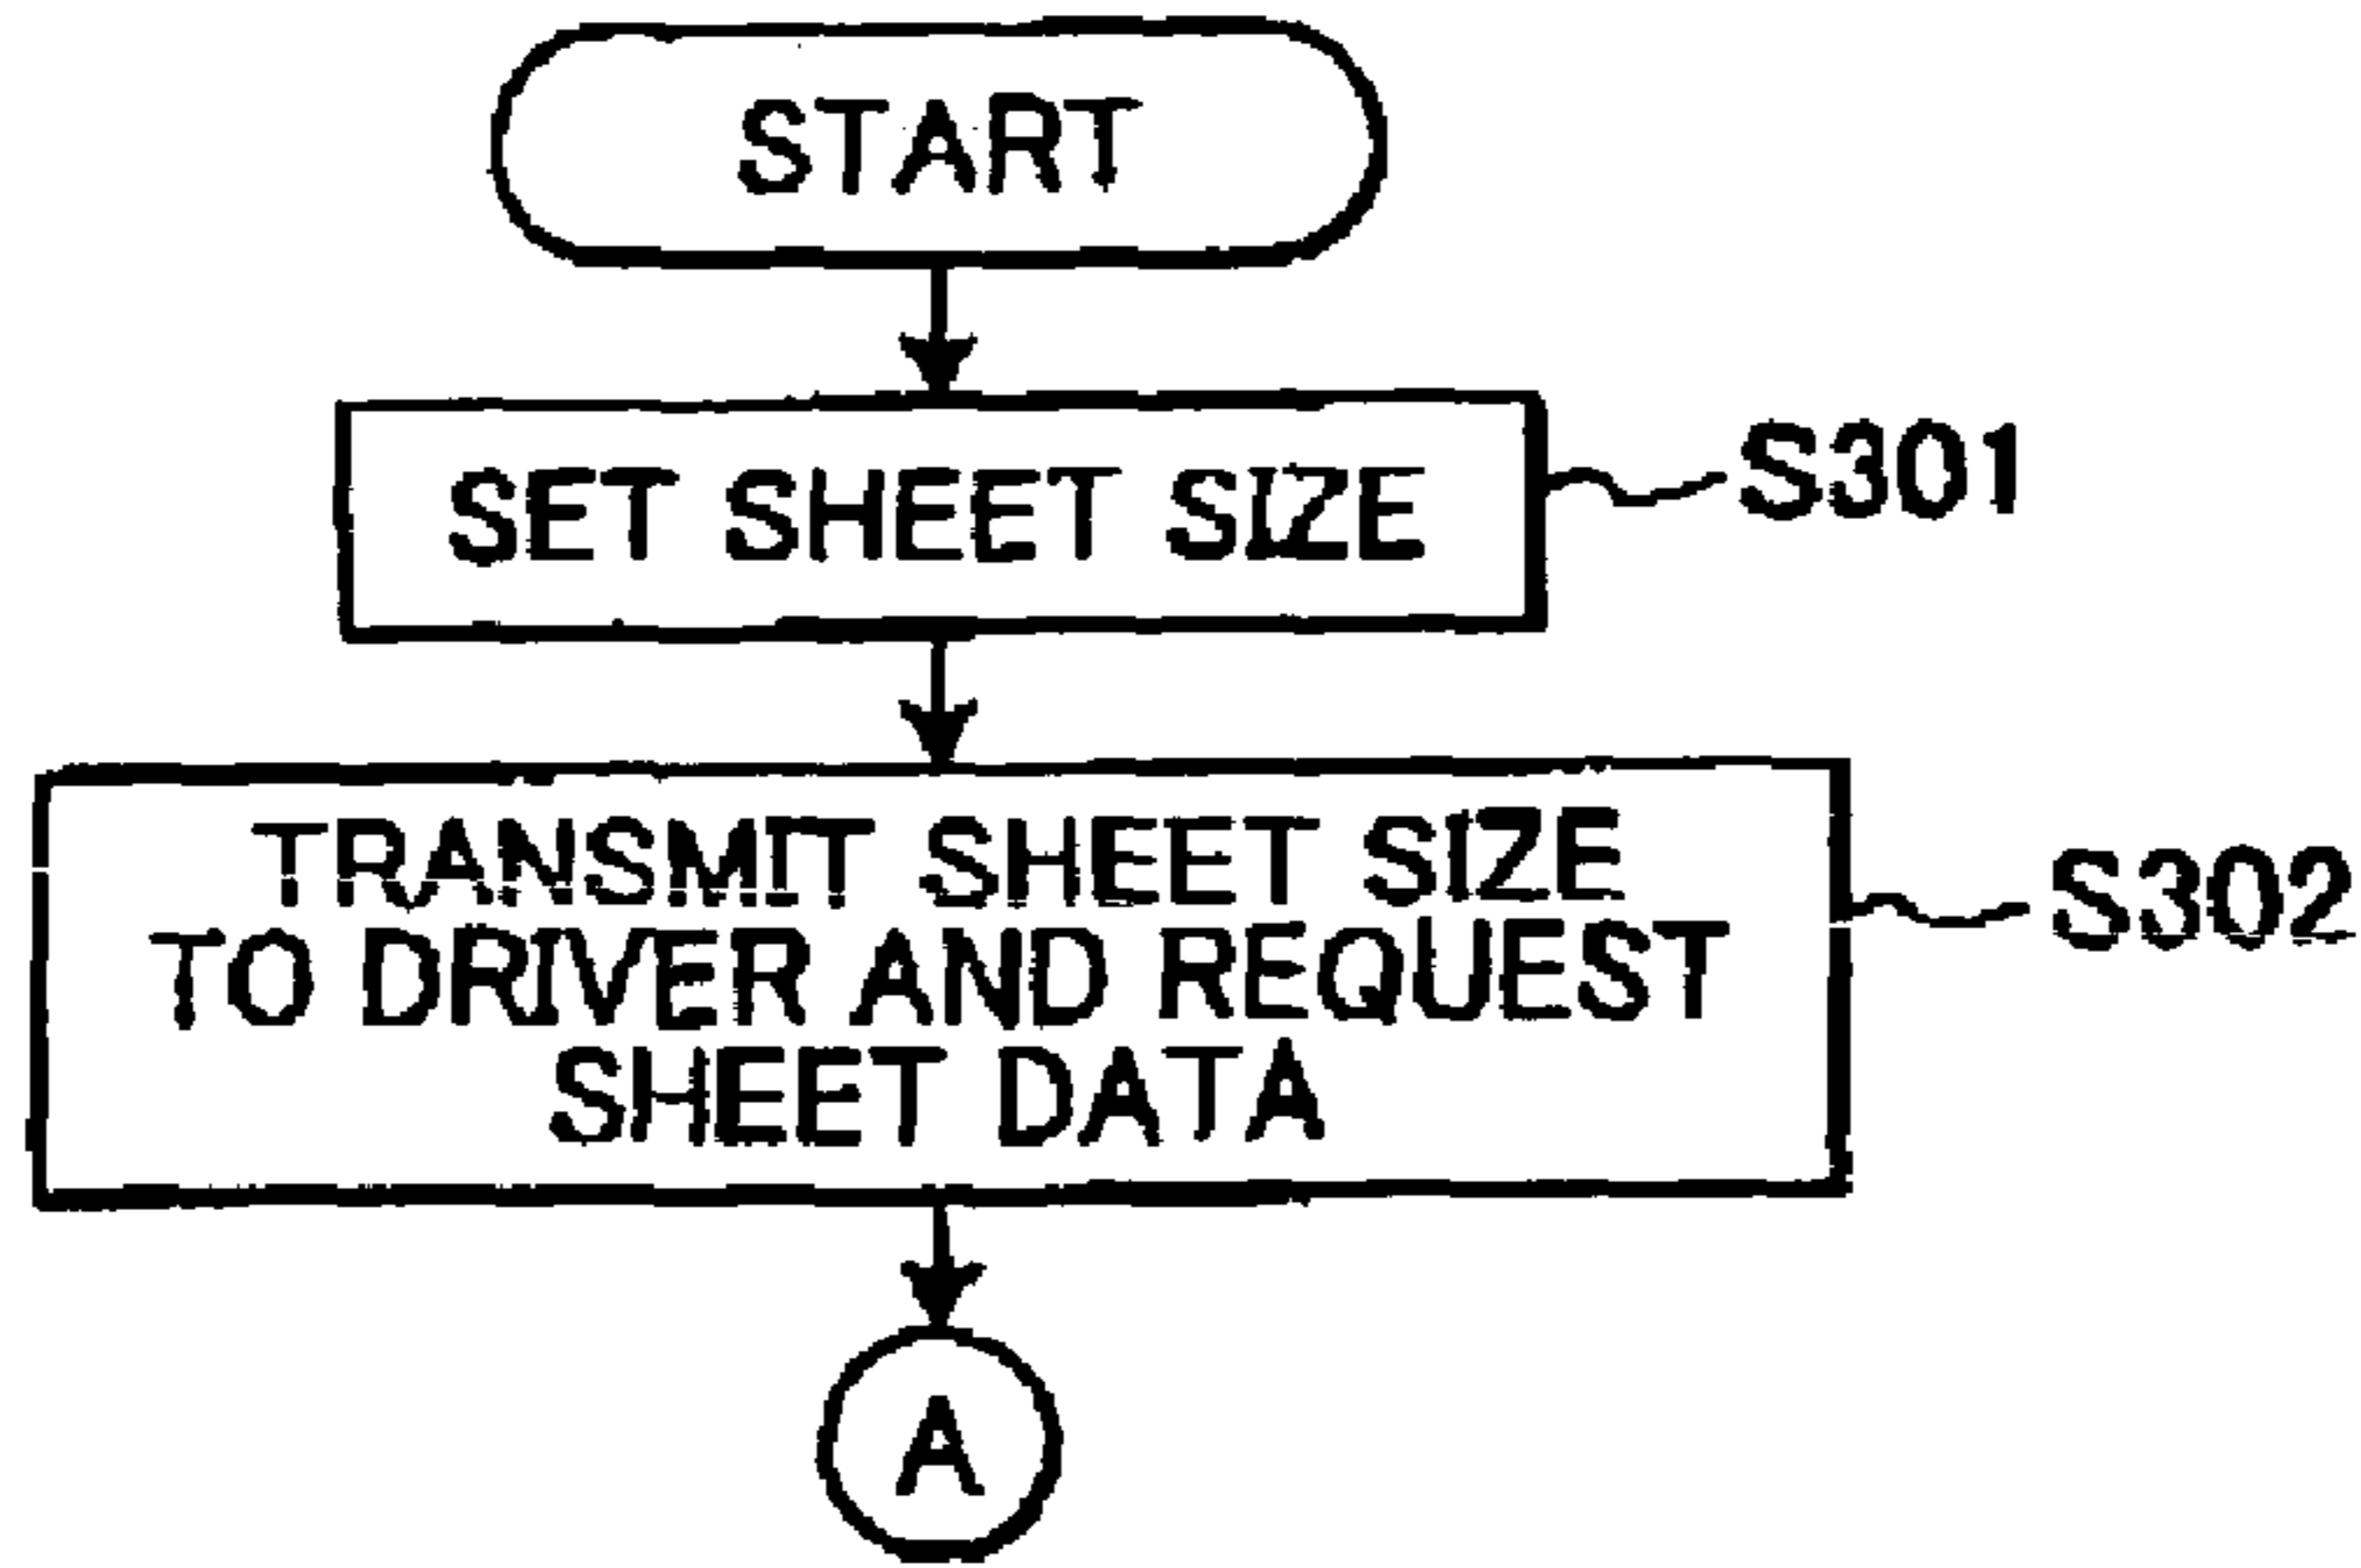 START
SET SHEET SIZE
S301
TRANSMIT SHEET SIZE
TO DRIVER AND REQUEST
SHEET DATA
S302
A